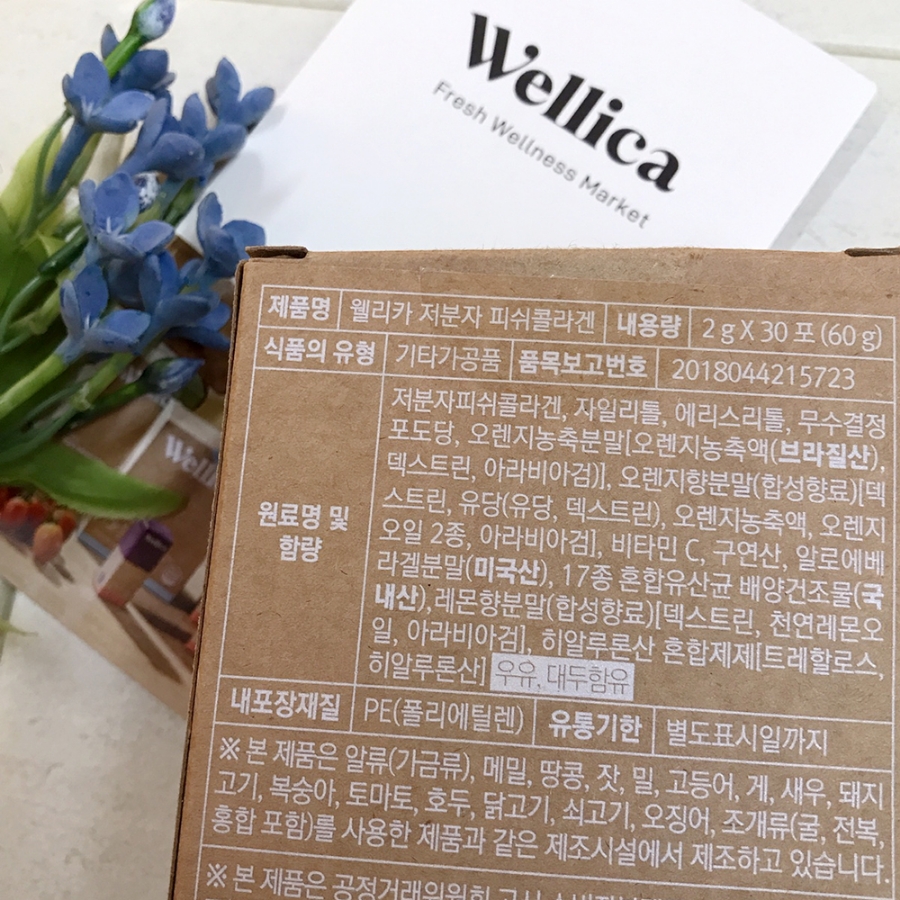 Wellica
Fresh Wellness Market
제품명 웰리카 저분자 피쉬콜라겐 내용량 2 g X 30 포 (60 g)
식품의 유형 기타가공품 품목보고번호 2018044215723
원료명 및
함량
저분자피쉬콜라겐, 자일리톨, 에리스리톨, 무수결정
포도당, 오렌지농축분말[오렌지농축액(브라질산),
덱스트린, 아라비아검)], 오렌지향분말(합성향료)[덱
스트린, 유당(유당, 덱스트린), 오렌지농축액, 오렌지
오일 2종, 아라비아검], 비타민 C, 구연산, 알로에베
라겔분말(미국산), 17종 혼합유산균 배양건조물(국
내산),레몬향분말(합성향료)[덱스트린, 천연레몬오
일, 아라비아검], 히알루론산 혼합제제[트레할로스,
히알루론산] 우유, 대두함유
내포장재질 PE(폴리에틸렌) 유통기한 별도표시일까지
※ 본 제품은 알류(가금류), 메밀, 땅콩, 잣, 밀, 고등어, 게, 새우, 돼지
고기, 복숭아, 토마토, 호두, 닭고기, 쇠고기, 오징어, 조개류(굴, 전복,
홍합 포함)를 사용한 제품과 같은 제조시설에서 제조하고 있습니다.
※ 본 제품은 공정거래위원회 고시